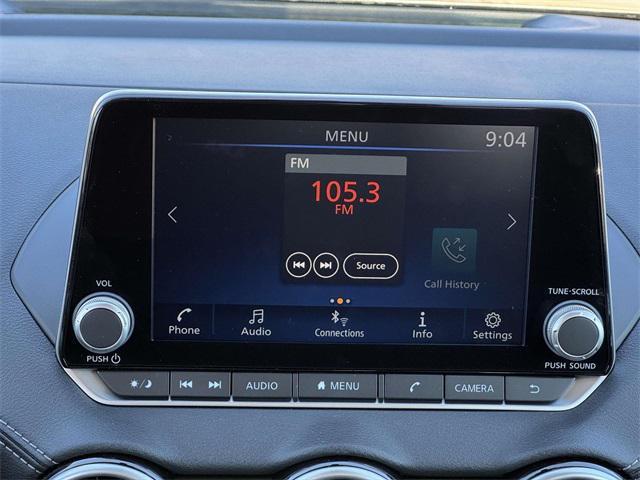 MENU
9:04
FM
105.3
FM
Source
Call History
Phone
Audio
Connections
Info
Settings
VOL
PUSH
TUNE·SCROLL
PUSH SOUND
AUDIO
MENU
CAMERA